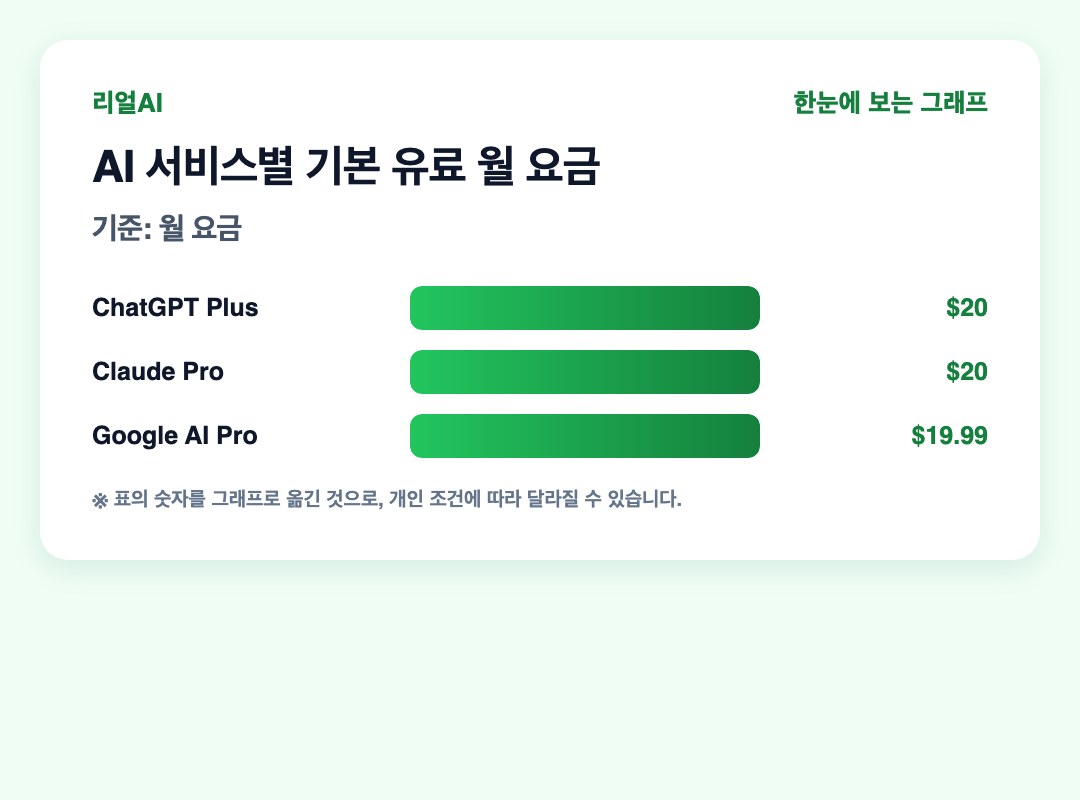 리얼AI
한눈에 보는 그래프
AI 서비스별 기본 유료 월 요금
기준: 월 요금
ChatGPT Plus $20
Claude Pro $20
Google AI Pro $19.99
※ 표의 숫자를 그래프로 옮긴 것으로, 개인 조건에 따라 달라질 수 있습니다.